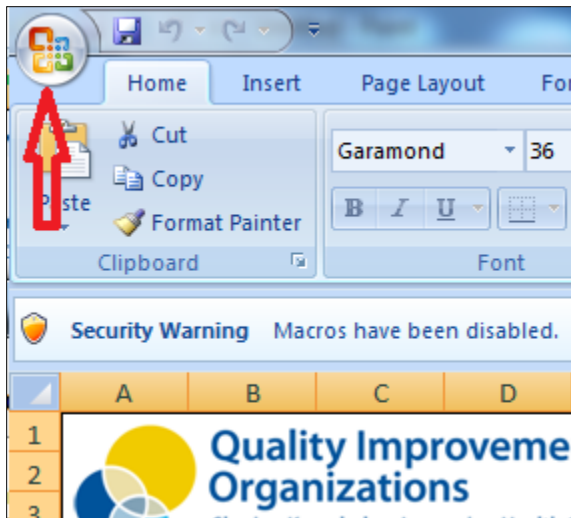 Home Insert Page Layout Fo
Cut
Garamond 36
Copy
Paste
B I U
Format Painter
Clipboard Font
Security Warning Macros have been disabled.
A B C D
1
Quality Improveme
2
Organizations
3